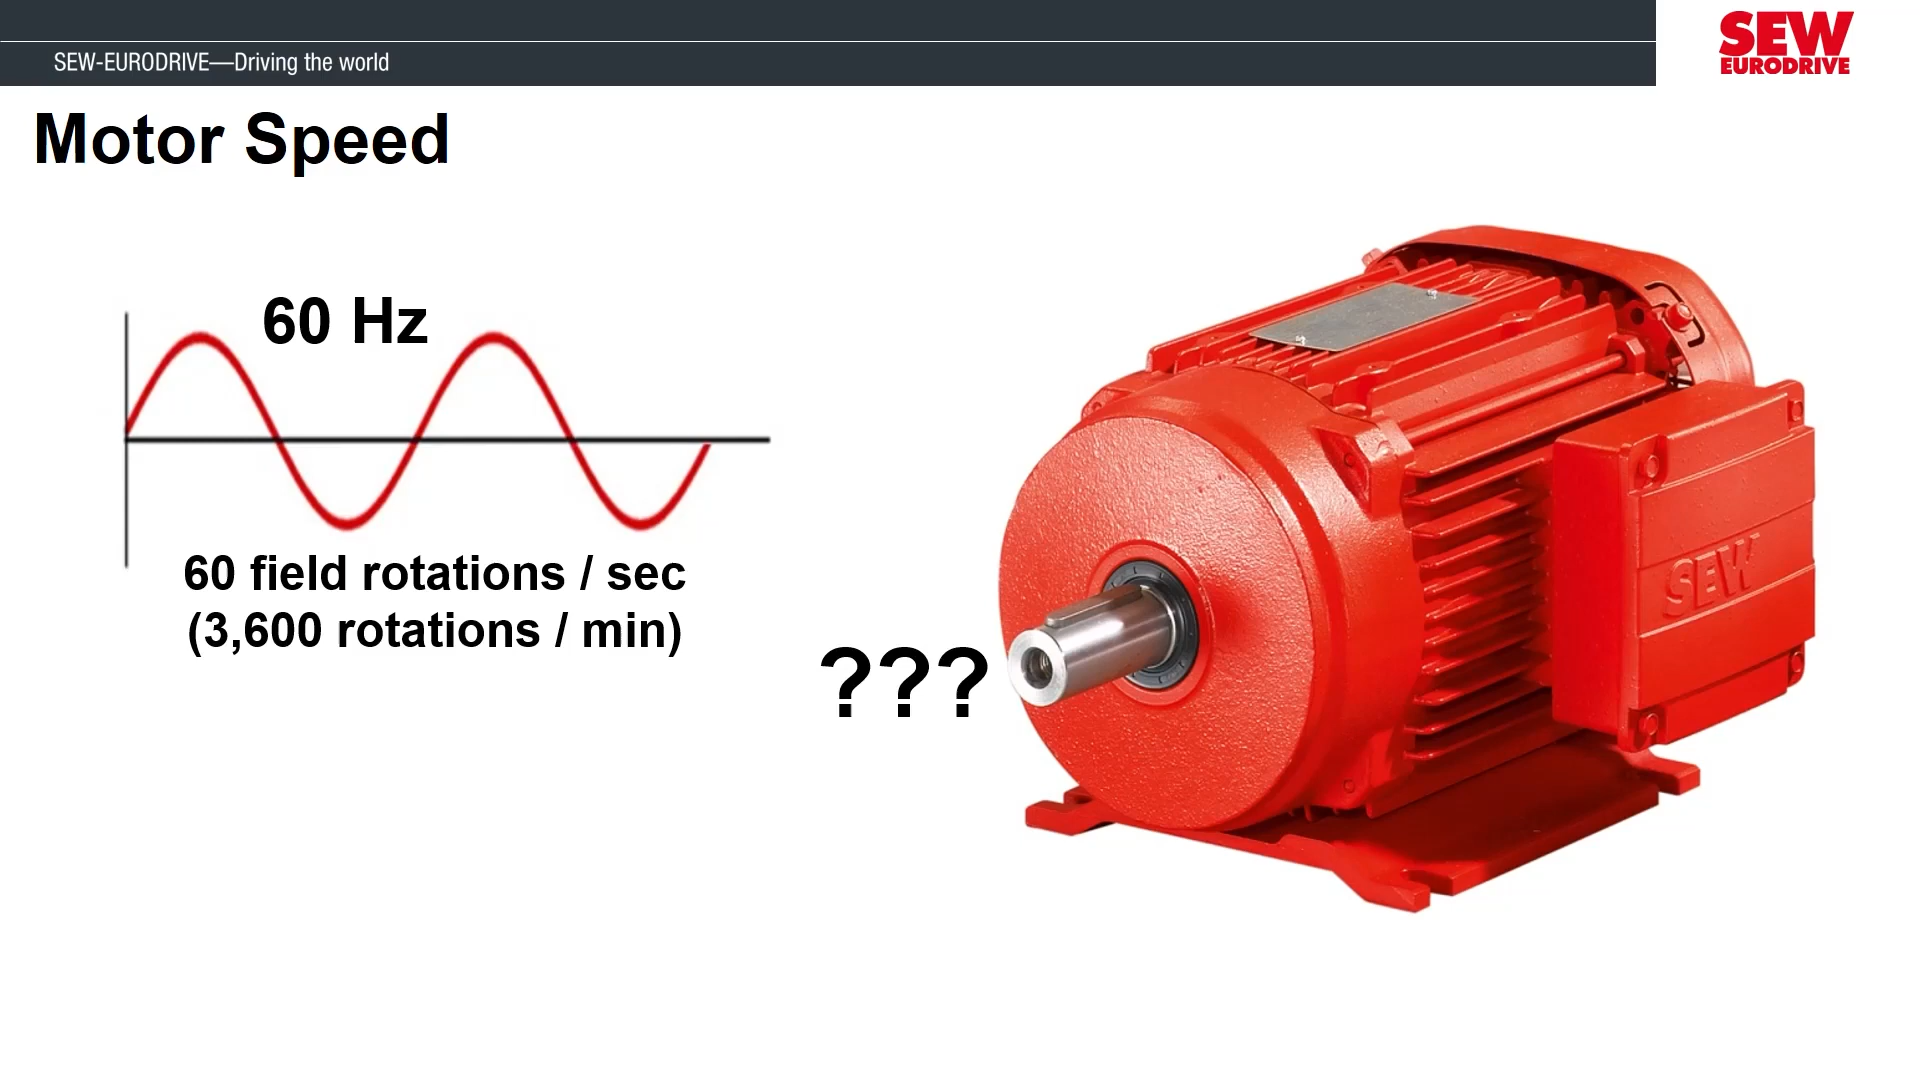 SEW-EURODRIVE—Driving the world
SEW
EURODRIVE
Motor Speed
60 Hz
60 field rotations / sec
(3,600 rotations / min)
???
SEW